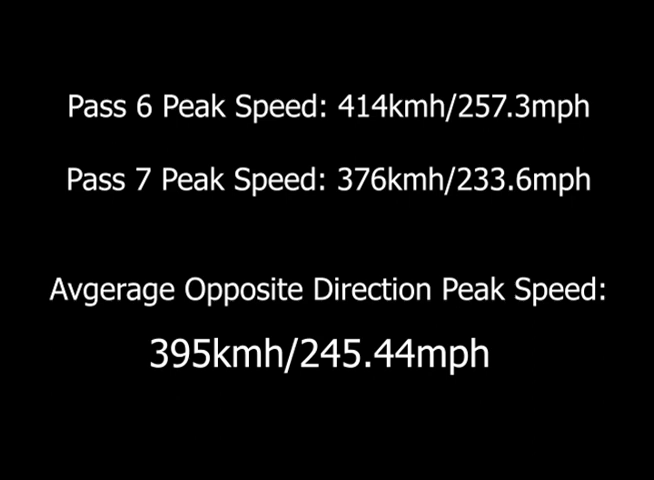 Pass 6 Peak Speed: 414kmh/257.3mph
Pass 7 Peak Speed: 376kmh/233.6mph
Avgerage Opposite Direction Peak Speed:
395kmh/245.44mph